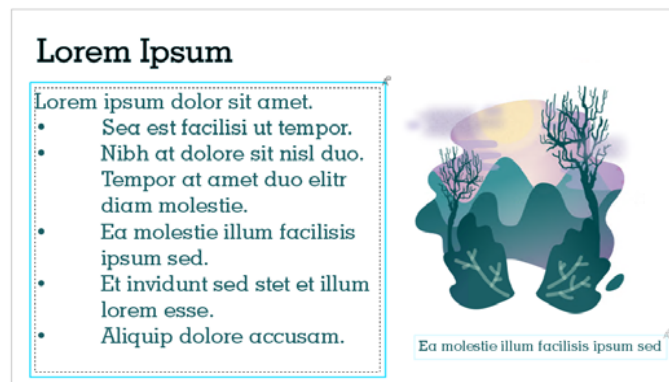 Lorem Ipsum
Lorem ipsum dolor sit amet.
• Sea est facilisi ut tempor.
• Nibh at dolore sit nisl duo.
Tempor at amet duo elitr
diam molestie.
• Ea molestie illum facilisis
ipsum sed.
• Et invidunt sed stet et illum
lorem esse.
• Aliquip dolore accusam.
Ea molestie illum facilisis ipsum sed